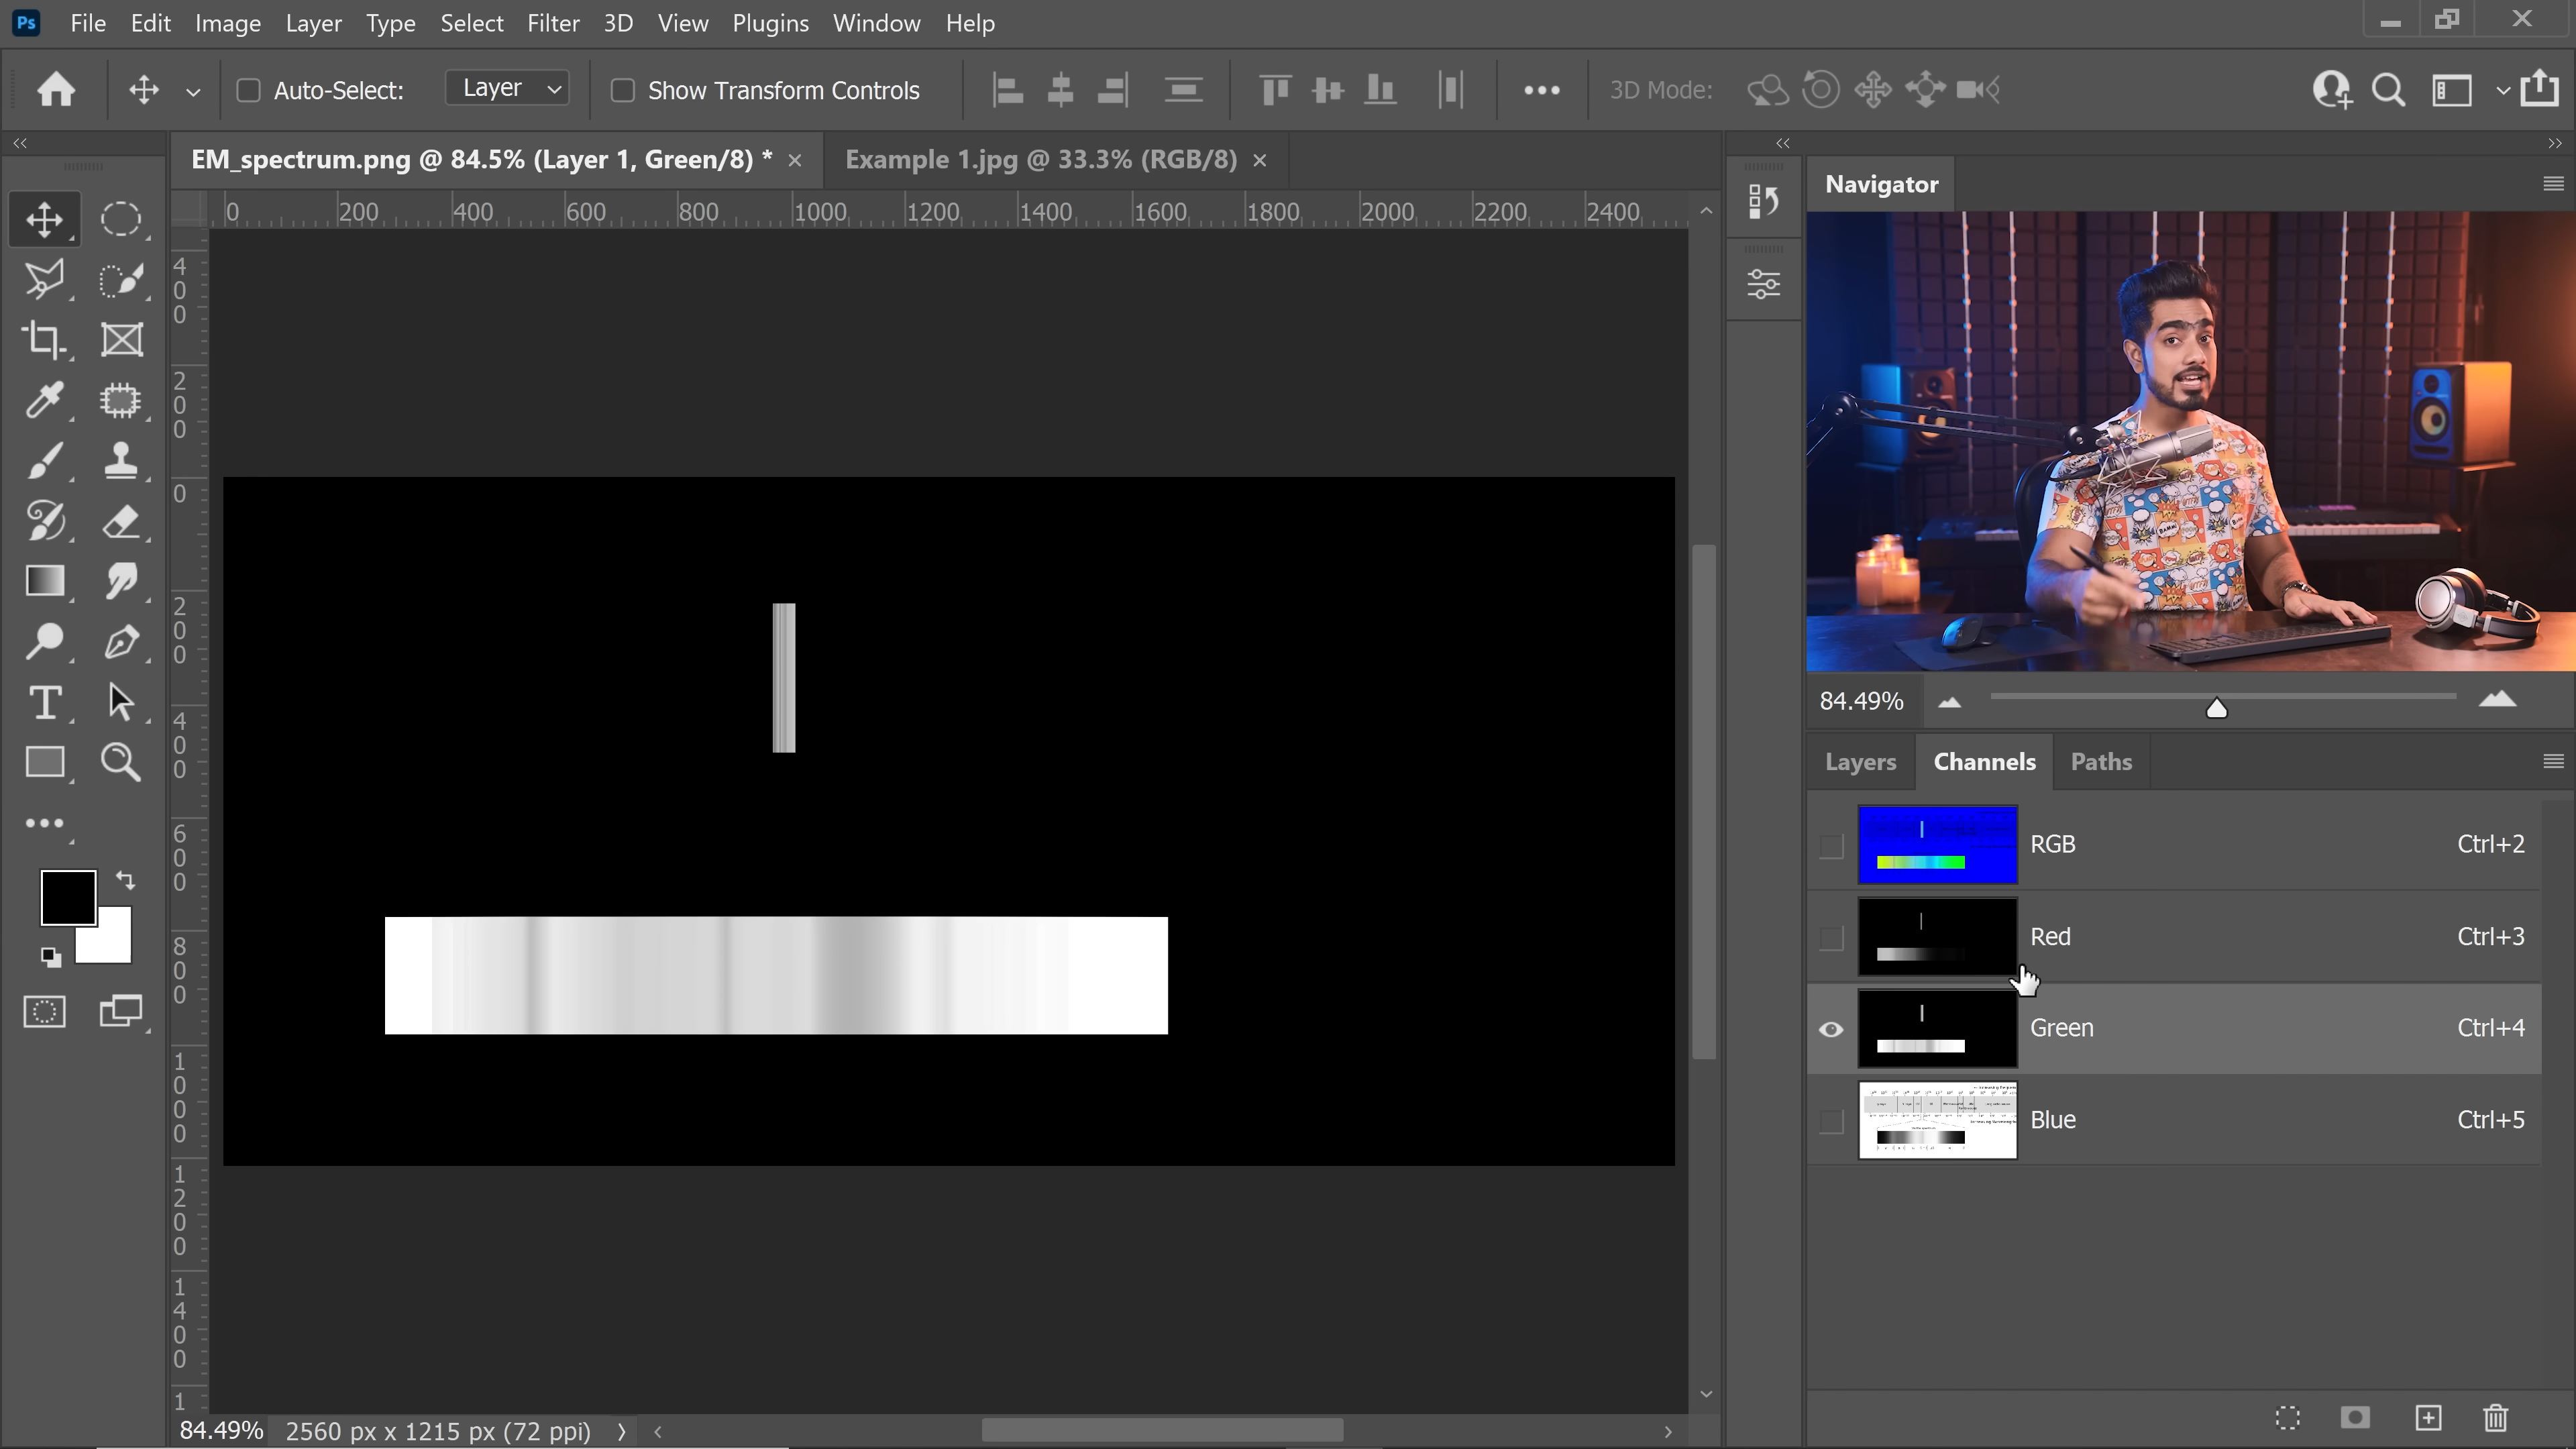 Ps File Edit Image Layer Type Select Filter 3D View Plugins Window Help
Auto-Select: Layer Show Transform Controls 3D Mode:
EM_spectrum.png @ 84.5% (Layer 1, Green/8) * Example 1.jpg @ 33.3% (RGB/8)
Navigator
0 200 400 600 800 1000 1200 1400 1600 1800 2000 2200 2400
400
200
0
200
400
600
800
1000
1200
1400
1
84.49%
Layers Channels Paths
RGB Ctrl+2
Red Ctrl+3
Green Ctrl+4
Blue Ctrl+5
T
84.49% 2560 px x 1215 px (72 ppi)